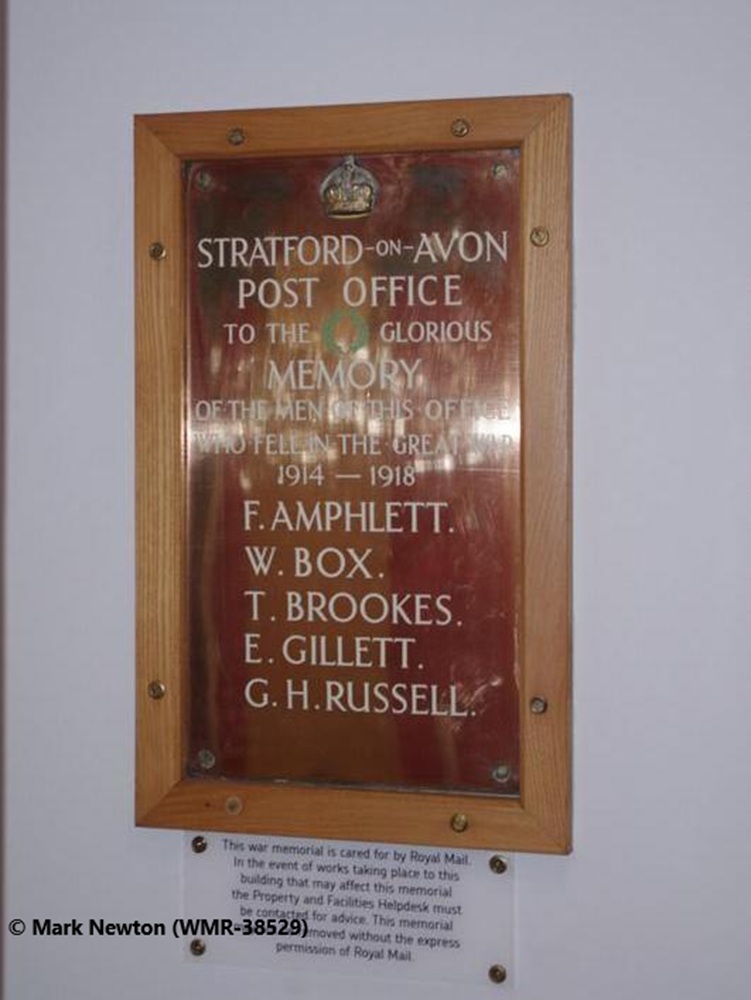 STRATFORD-ON-AVON
POST OFFICE
TO THE GLORIOUS
MEMORY
OF THE MEN OF THIS OFFICE
WHO FELL IN THE GREAT WAR
1914 — 1918
F. AMPHLETT.
W. BOX.
T. BROOKES.
E. GILLETT.
G. H. RUSSELL.
This war memorial is cared for by Royal Mail.
In the event of works taking place to this
building that may affect this memorial
the Property and Facilities Helpdesk must
be contacted for advice. This memorial
removed without the express
permission of Royal Mail.
© Mark Newton (WMR-38529)